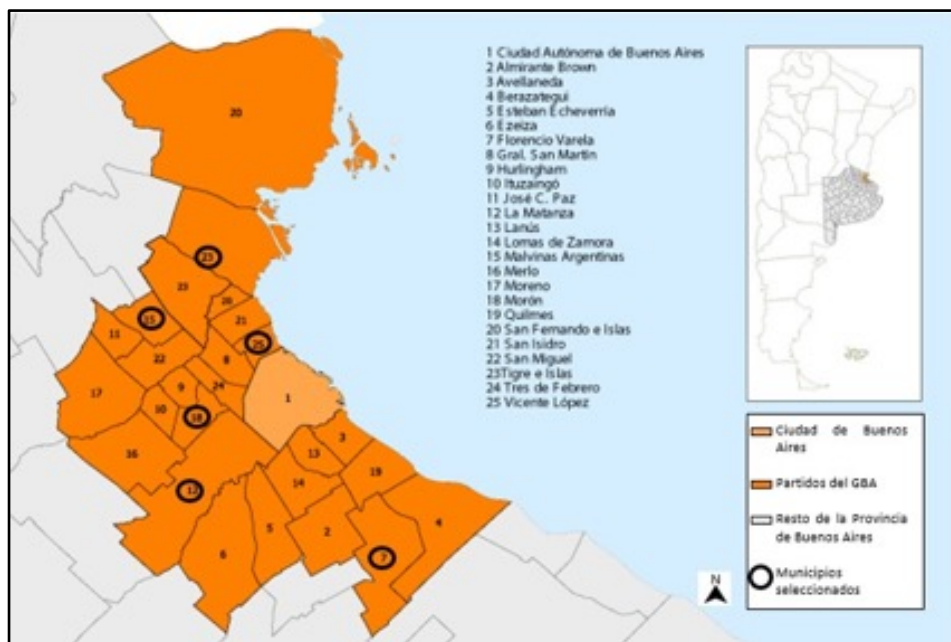 1 Ciudad Autónoma de Buenos Aires
2 Almirante Brown
3 Avellaneda
4 Berazategui
5 Esteban Echeverría
6 Ezeiza
7 Florencio Varela
8 Gral. San Martín
9 Hurlingham
10 Ituzaingó
11 José C. Paz
12 La Matanza
13 Lanús
14 Lomas de Zamora
15 Malvinas Argentinas
16 Merlo
17 Moreno
18 Morón
19 Quilmes
20 San Fernando e Islas
21 San Isidro
22 San Miguel
23Tigre e Islas
24 Tres de Febrero
25 Vicente López
20
23
23
20
21
15
25
11
22
8
9
24
17
1
10
18
3
16
13
12
14
19
4
5
2
6
7
Ciudad de Buenos
Aires
Partidos del GBA
Resto de la Provincia
de Buenos Aires
Municipios
seleccionados
N